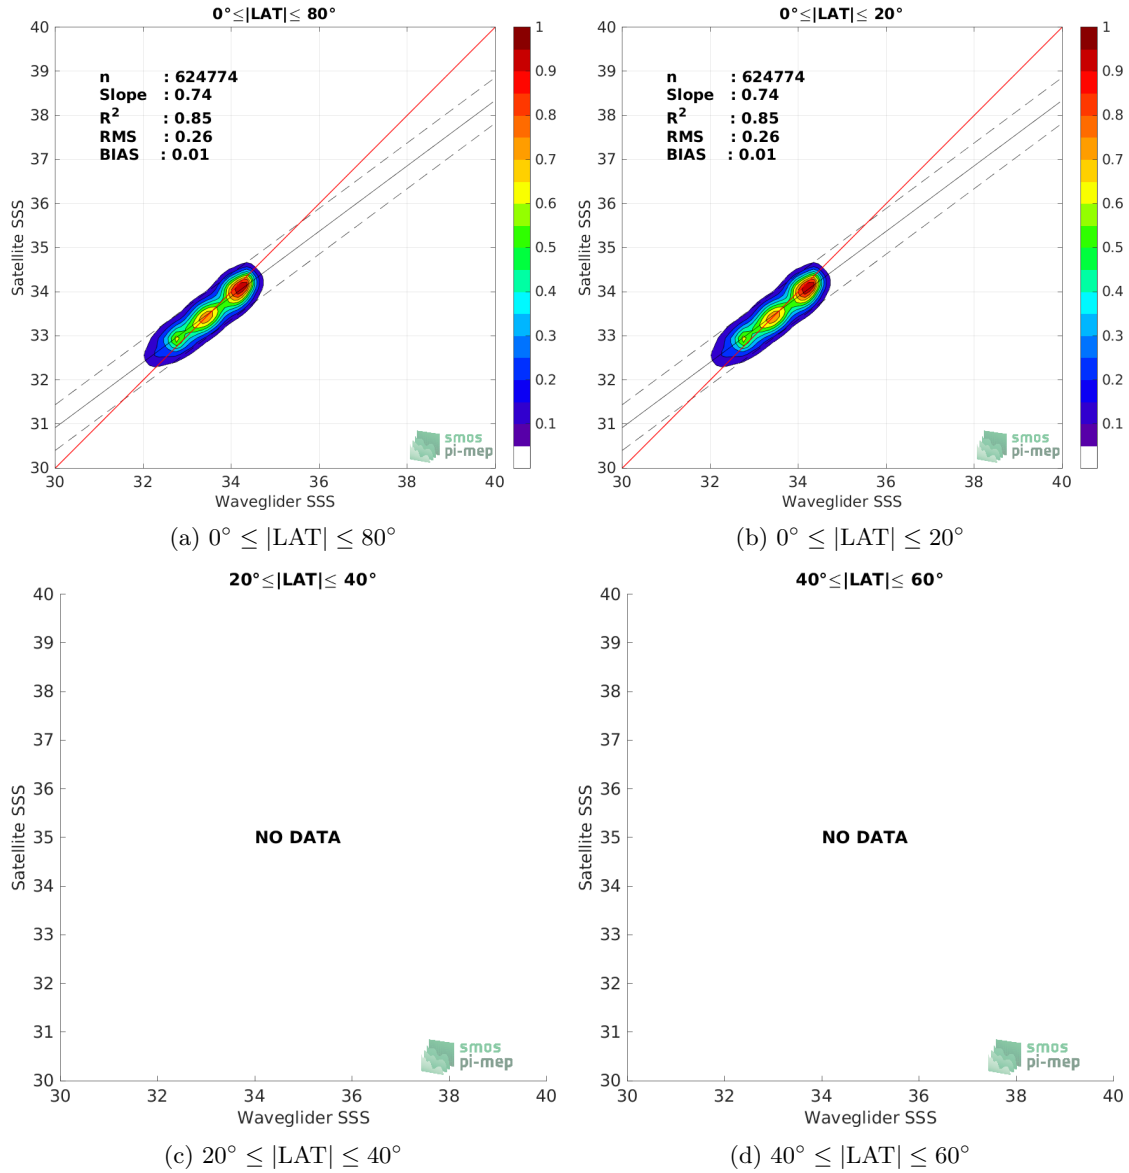 0°≤|LAT|≤ 80°
n : 624774
Slope : 0.74
R2 : 0.85
RMS : 0.26
BIAS : 0.01
40
39
38
37
36
35
34
33
32
31
30
Satellite SSS
30 32 34 36 38 40
Waveglider SSS
1
0.9
0.8
0.7
0.6
0.5
0.4
0.3
0.2
0.1
smos
pi-mep
(a) 0° ≤ |LAT| ≤ 80°
0°≤|LAT|≤ 20°
n : 624774
Slope : 0.74
R2 : 0.85
RMS : 0.26
BIAS : 0.01
40
39
38
37
36
35
34
33
32
31
30
Satellite SSS
30 32 34 36 38 40
Waveglider SSS
1
0.9
0.8
0.7
0.6
0.5
0.4
0.3
0.2
0.1
smos
pi-mep
(b) 0° ≤ |LAT| ≤ 20°
20°≤|LAT|≤ 40°
40
39
38
37
36
35
34
33
32
31
30
Satellite SSS
NO DATA
smos
pi-mep
30 32 34 36 38 40
Waveglider SSS
(c) 20° ≤ |LAT| ≤ 40°
40°≤|LAT|≤ 60°
40
39
38
37
36
35
34
33
32
31
30
Satellite SSS
NO DATA
smos
pi-mep
30 32 34 36 38 40
Waveglider SSS
(d) 40° ≤ |LAT| ≤ 60°